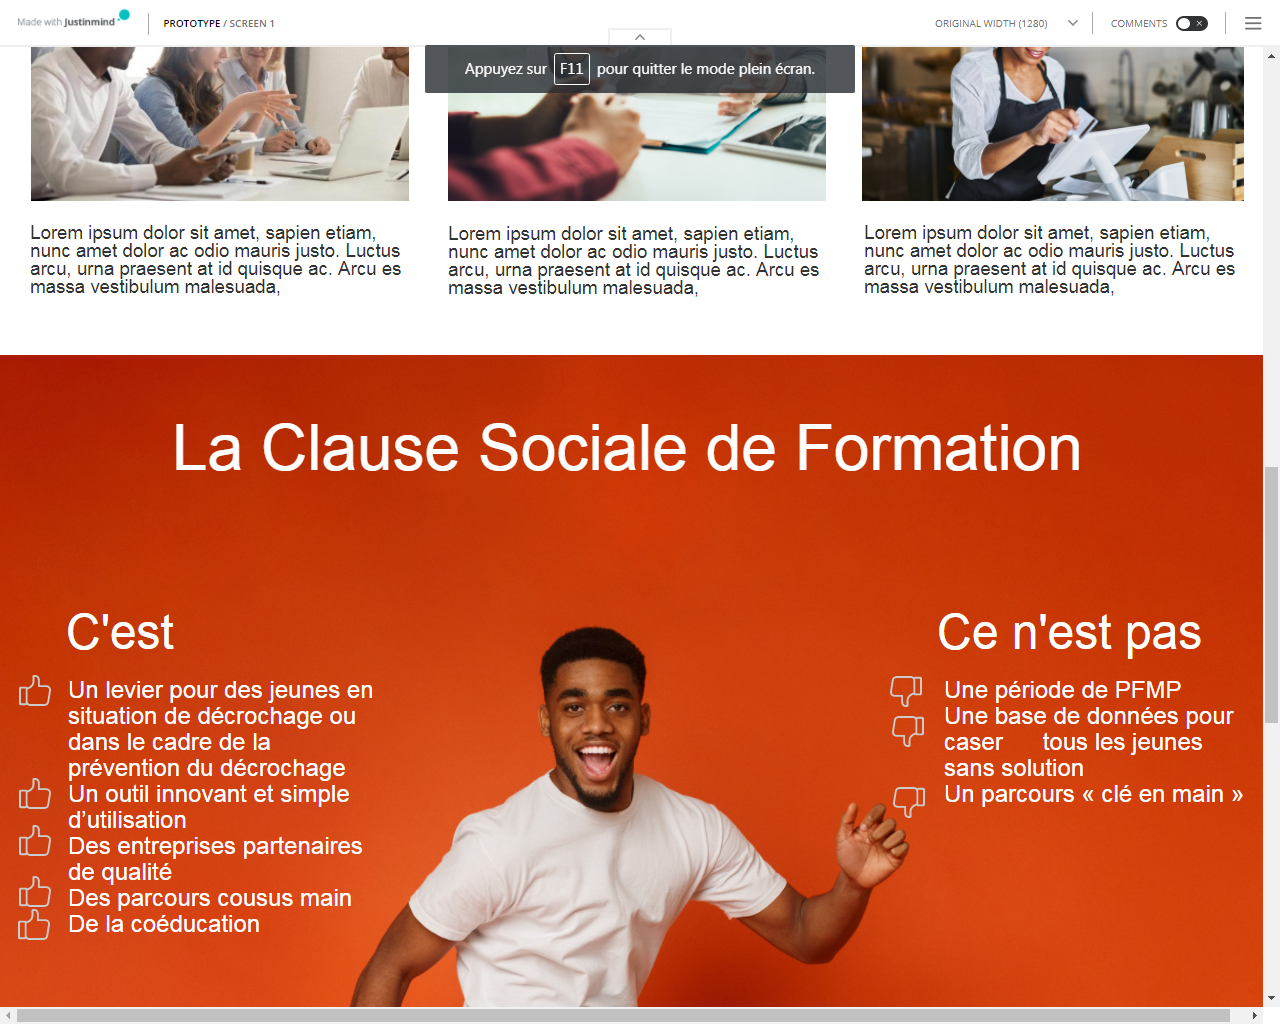 Made with Justinmind
PROTOTYPE / SCREEN 1
ORIGINAL WIDTH (1280)
COMMENTS
Appuyez sur F11 pour quitter le mode plein écran.
Lorem ipsum dolor sit amet, sapien etiam,
nunc amet dolor ac odio mauris justo. Luctus
arcu, urna praesent at id quisque ac. Arcu es
massa vestibulum malesuada,
Lorem ipsum dolor sit amet, sapien etiam,
nunc amet dolor ac odio mauris justo. Luctus
arcu, urna praesent at id quisque ac. Arcu es
massa vestibulum malesuada,
Lorem ipsum dolor sit amet, sapien etiam,
nunc amet dolor ac odio mauris justo. Luctus
arcu, urna praesent at id quisque ac. Arcu es
massa vestibulum malesuada,
La Clause Sociale de Formation
C'est
Un levier pour des jeunes en
situation de décrochage ou
dans le cadre de la
prévention du décrochage
Un outil innovant et simple
d’utilisation
Des entreprises partenaires
de qualité
Des parcours cousus main
De la coéducation
Ce n'est pas
Une période de PFMP
Une base de données pour
caser tous les jeunes
sans solution
Un parcours « clé en main »